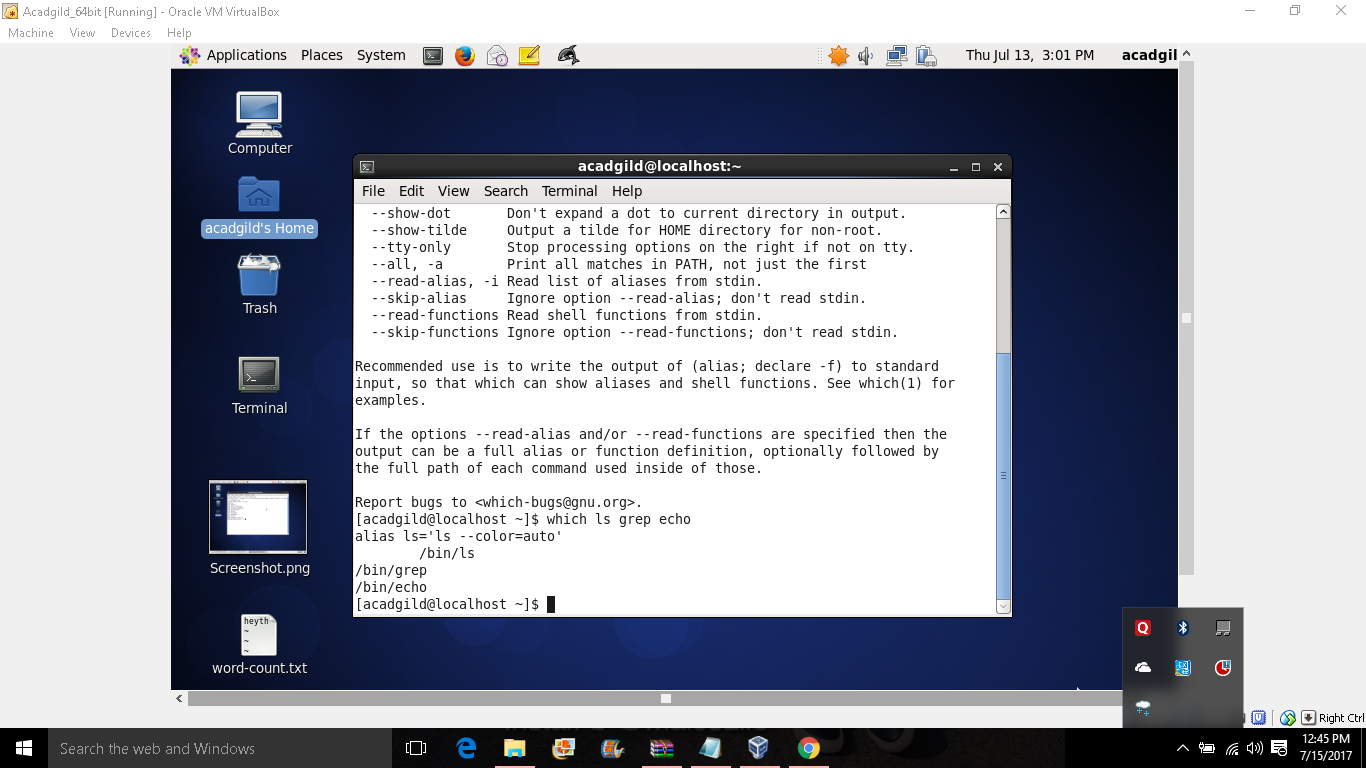 Acadgild_64bit [Running] - Oracle VM VirtualBox
Machine View Devices Help
Applications Places System Thu Jul 13, 3:01 PM acadgil
Computer
acadgild's Home
Trash
Terminal
Screenshot.png
heyth
~
~
~
word-count.txt
acadgild@localhost:~
File Edit View Search Terminal Help
  --show-dot       Don't expand a dot to current directory in output.
  --show-tilde     Output a tilde for HOME directory for non-root.
  --tty-only       Stop processing options on the right if not on tty.
  --all, -a        Print all matches in PATH, not just the first
  --read-alias, -i Read list of aliases from stdin.
  --skip-alias     Ignore option --read-alias; don't read stdin.
  --read-functions Read shell functions from stdin.
  --skip-functions Ignore option --read-functions; don't read stdin.
Recommended use is to write the output of (alias; declare -f) to standard
input, so that which can show aliases and shell functions. See which(1) for
examples.
If the options --read-alias and/or --read-functions are specified then the
output can be a full alias or function definition, optionally followed by
the full path of each command used inside of those.
Report bugs to <which-bugs@gnu.org>.
[acadgild@localhost ~]$ which ls grep echo
alias ls='ls --color=auto'
        /bin/ls
/bin/grep
/bin/echo
[acadgild@localhost ~]$
Right Ctrl
Search the web and Windows
12:45 PM
7/15/2017